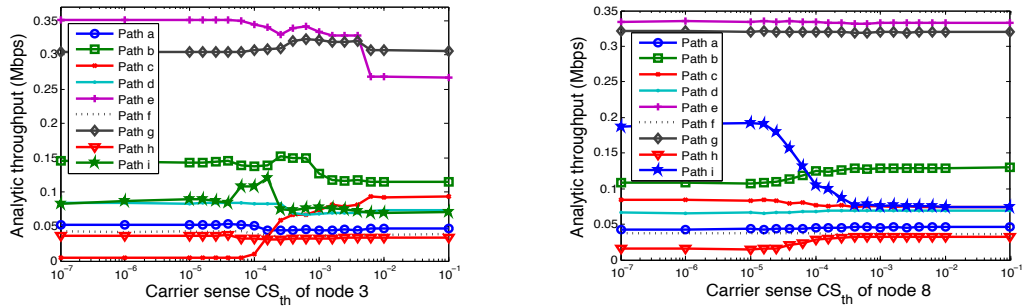 Analytic throughput (Mbps)
0.35
0.3
0.25
0.2
0.15
0.1
0.05
0
Path a
Path b
Path c
Path d
Path e
Path f
Path g
Path h
Path i
10^-7
10^-6
10^-5
10^-4
10^-3
10^-2
10^-1
Carrier sense CS_th of node 3
Analytic throughput (Mbps)
0.35
0.3
0.25
0.2
0.15
0.1
0.05
0
Path a
Path b
Path c
Path d
Path e
Path f
Path g
Path h
Path i
10^-7
10^-6
10^-5
10^-4
10^-3
10^-2
10^-1
Carrier sense CS_th of node 8